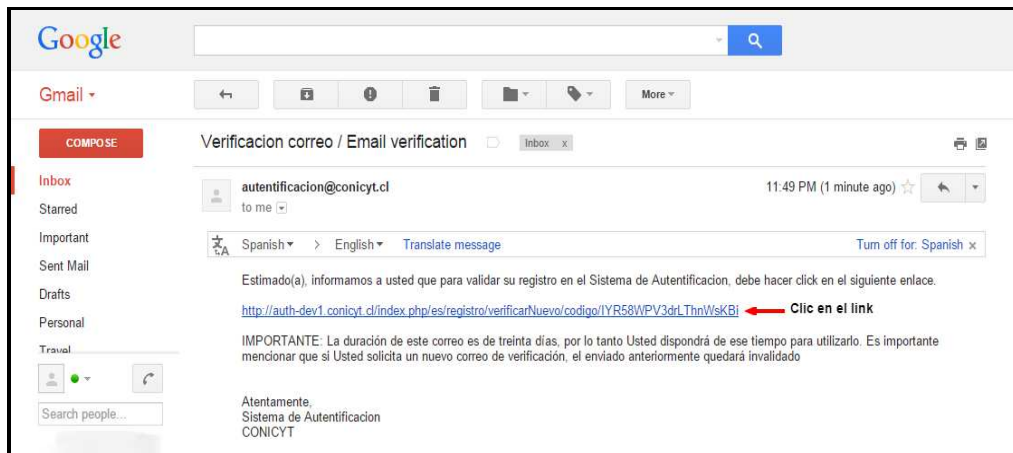 Google
Gmail
More
COMPOSE
Verificacion correo / Email verification
Inbox x
Inbox
Starred
Important
Sent Mail
Drafts
Personal
Travel
Search people...
autentificacion@conicyt.cl
11:49 PM (1 minute ago)
to me
Spanish > English Translate message Turn off for: Spanish x
Estimado(a), informamos a usted que para validar su registro en el Sistema de Autentificacion, debe hacer click en el siguiente enlace.
http://auth-dev1.conicyt.cl/index.php/es/registro/verificarNuevo/codigo/IYR58WPV3drLThnWsKBi Clic en el link
IMPORTANTE: La duración de este correo es de treinta días, por lo tanto Usted dispondrá de ese tiempo para utilizarlo. Es importante
mencionar que si Usted solicita un nuevo correo de verificación, el enviado anteriormente quedará invalidado
Atentamente,
Sistema de Autentificacion
CONICYT